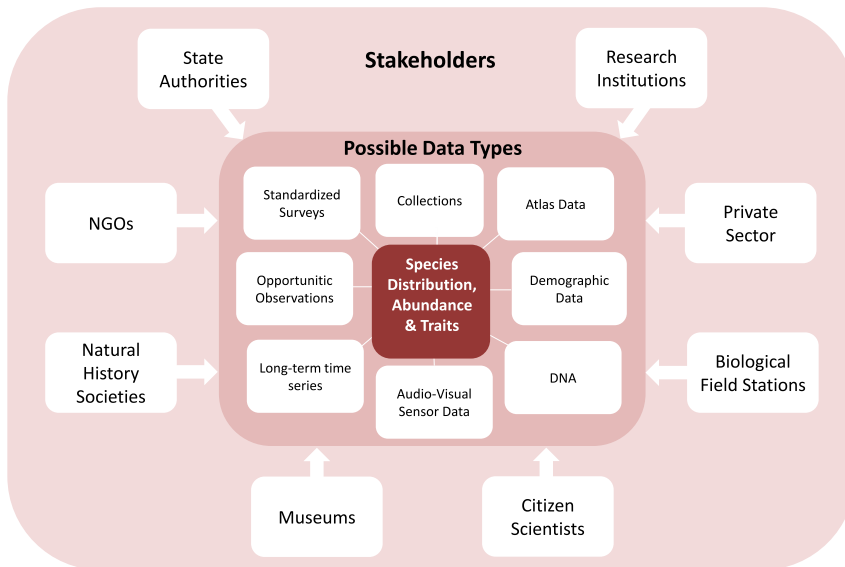 State
Authorities
Stakeholders
Research
Institutions
Possible Data Types
Standardized
Surveys
Collections
Atlas Data
NGOs
Private
Sector
Species
Distribution,
Abundance
& Traits
Opportunitic
Observations
Demographic
Data
Natural
History
Societies
Long-term time
series
Audio-Visual
Sensor Data
DNA
Biological
Field Stations
Museums
Citizen
Scientists